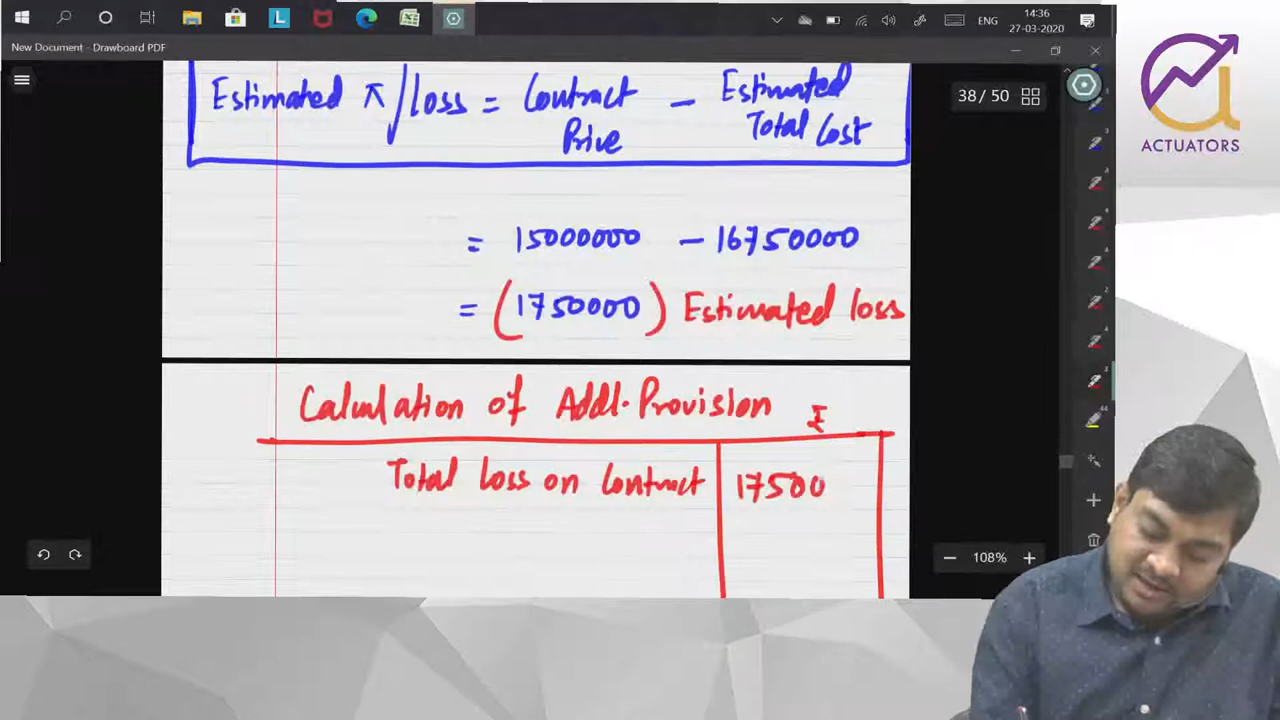 ENG
14:36
27-03-2020
New Document - Drawboard PDF
38 / 50
ACTUATORS
Estimated π/loss = Contract Price - Estimated Total Cost
= 15000000 - 16750000
= (1750000) Estimated loss
Calculation of Addl. Provision ₹
Total Loss on Contract 17500
108%